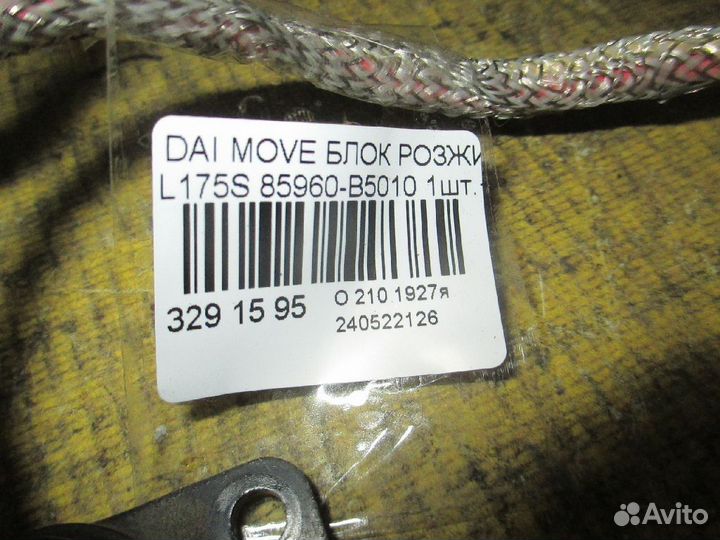 DAI MOVE БЛОК РОЗЖИ
L175S 85960-B5010 1шт.
329 15 95
О 210 1927я
240522126
Avito